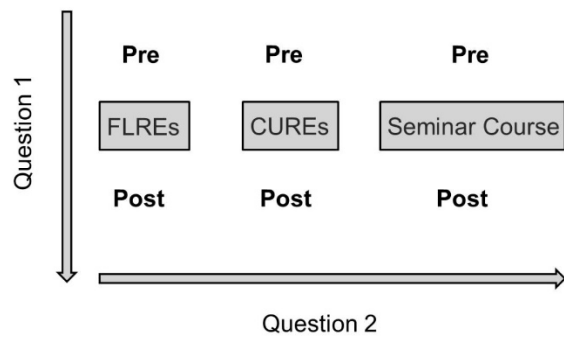 Pre Pre Pre
Question 1
FLREs CUREs Seminar Course
Post Post Post
Question 2